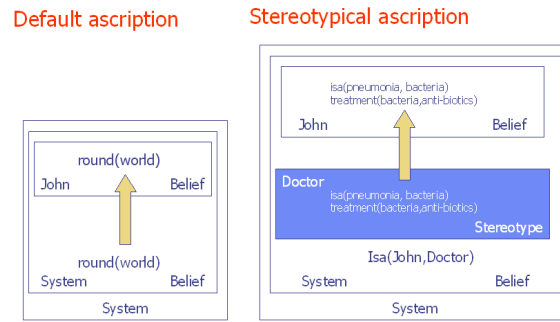 Default ascription
round(world)
John Belief
round(world)
System Belief
System
Stereotypical ascription
isa(pneumonia, bacteria)
treatment(bacteria,anti-biotics)
John Belief
Doctor
isa(pneumonia, bacteria)
treatment(bacteria,anti-biotics)
Stereotype
Isa(John,Doctor)
System Belief
System